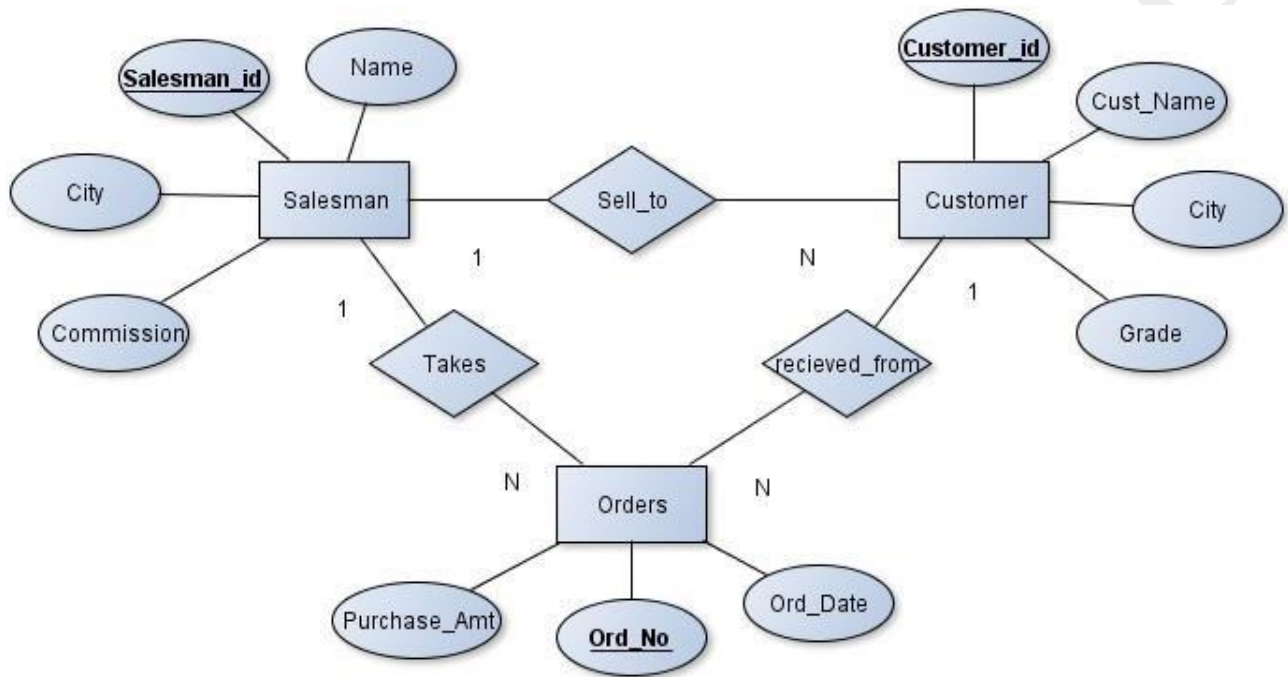 Salesman_id
Name
Customer_id
Cust_Name
City
Salesman
Sell_to
Customer
City
1
N
1
1
Commission
Takes
recieved_from
Grade
N
N
Orders
Purchase_Amt
Ord_No
Ord_Date